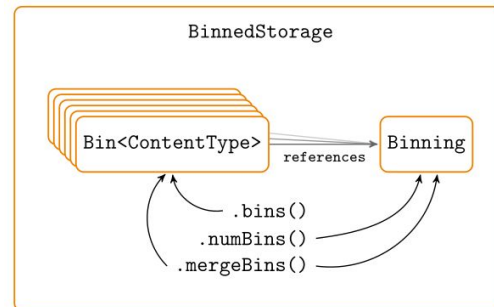 BinnedStorage
Bin<ContentType>
Binning
references
.bins()
.numBins()
.mergeBins()